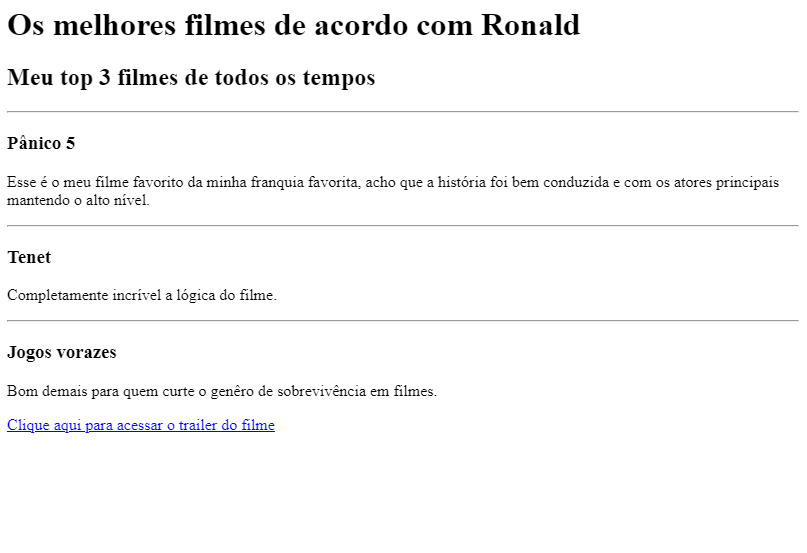 Os melhores filmes de acordo com Ronald
Meu top 3 filmes de todos os tempos
Pânico 5
Esse é o meu filme favorito da minha franquia favorita, acho que a história foi bem conduzida e com os atores principais
mantendo o alto nível.
Tenet
Completamente incrível a lógica do filme.
Jogos vorazes
Bom demais para quem curte o genêro de sobrevivência em filmes.
Clique aqui para acessar o trailer do filme